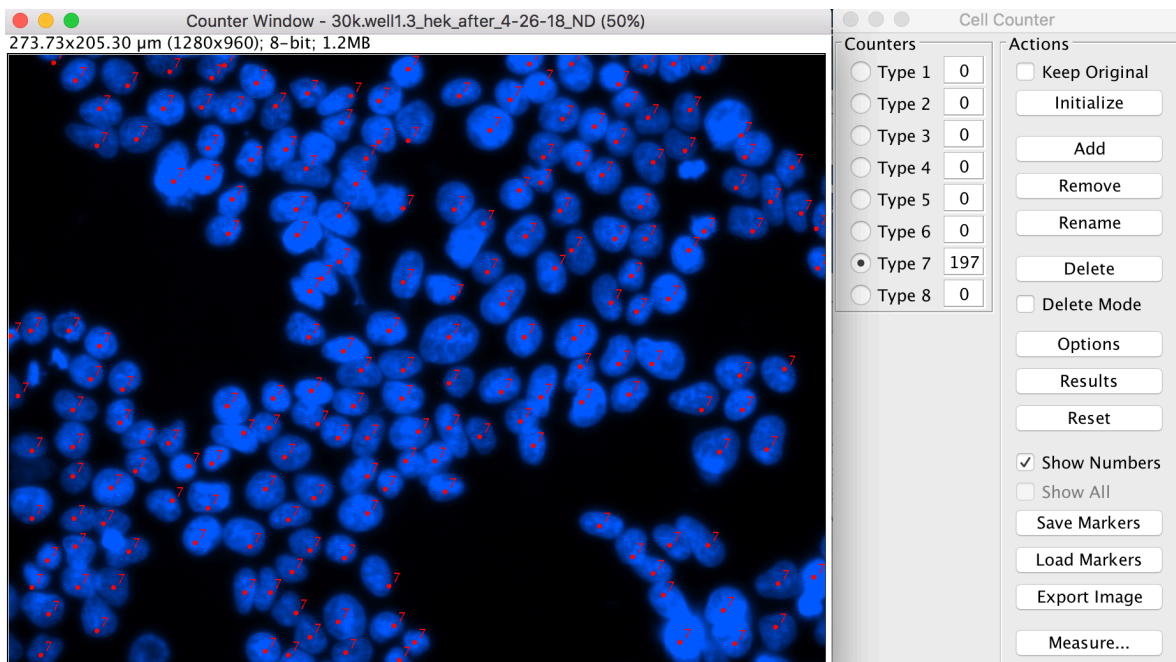 Counter Window - 30k.well1.3_hek_after_4-26-18_ND (50%)
273.73x205.30 µm (1280x960); 8-bit; 1.2MB
Cell Counter
Counters
Type 1 0
Type 2 0
Type 3 0
Type 4 0
Type 5 0
Type 6 0
Type 7 197
Type 8 0
Actions
Keep Original
Initialize
Add
Remove
Rename
Delete
Delete Mode
Options
Results
Reset
Show Numbers
Show All
Save Markers
Load Markers
Export Image
Measure...